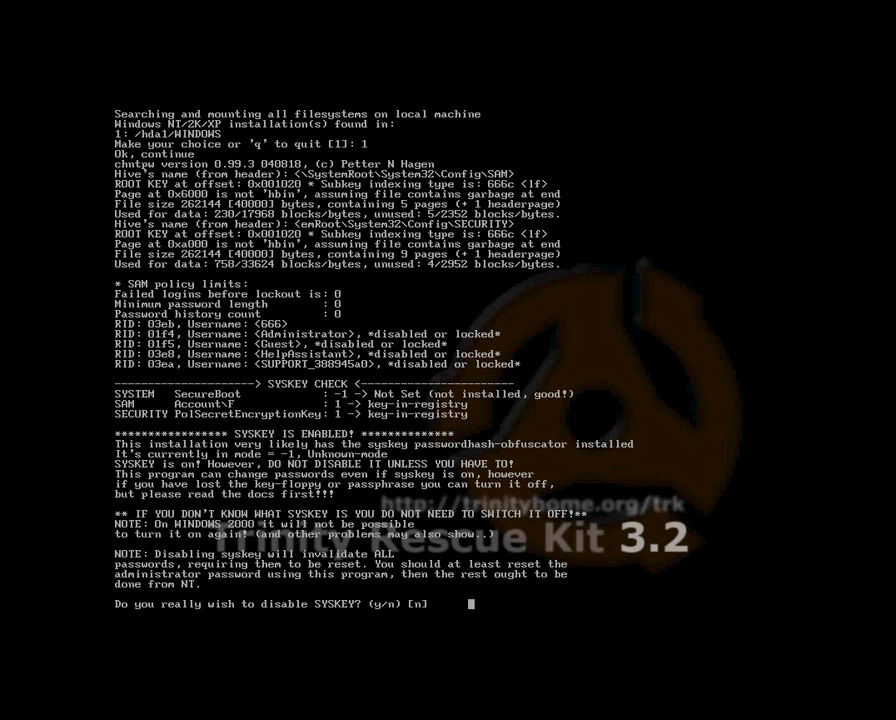 Searching and mounting all filesystems on local machine
Windows NT/2K/XP installation(s) found in:
1: /hda1/WINDOWS
Make your choice or 'q' to quit [1]: 1
Ok, continue
chntpw version 0.99.3 040818, (c) Petter N Hagen
Hive's name (from header): <\SystemRoot\System32\Config\SAM>
ROOT KEY at offset: 0x001020 * Subkey indexing type is: 666c <lf>
Page at 0x6000 is not 'hbin', assuming file contains garbage at end
File size 262144 [40000] bytes, containing 5 pages (+ 1 headerpage)
Used for data: 230/17968 blocks/bytes, unused: 5/2352 blocks/bytes.
Hive's name (from header): <emRoot\System32\Config\SECURITY>
ROOT KEY at offset: 0x001020 * Subkey indexing type is: 666c <lf>
Page at 0xa000 is not 'hbin', assuming file contains garbage at end
File size 262144 [40000] bytes, containing 9 pages (+ 1 headerpage)
Used for data: 758/33624 blocks/bytes, unused: 4/2952 blocks/bytes.
* SAM policy limits:
Failed logins before lockout is: 0
Minimum password length        : 0
Password history count         : 0
RID: 03eb, Username: <666>
RID: 01f4, Username: <Administrator>, *disabled or locked*
RID: 01f5, Username: <Guest>, *disabled or locked*
RID: 03e8, Username: <HelpAssistant>, *disabled or locked*
RID: 03ea, Username: <SUPPORT_388945a0>, *disabled or locked*
---------------------> SYSKEY CHECK <-----------------------
SYSTEM   SecureBoot            : -1 -> Not Set (not installed, good!)
SAM      Account\F             : 1 -> key-in-registry
SECURITY PolSecretEncryptionKey: 1 -> key-in-registry
***************** SYSKEY IS ENABLED! **************
This installation very likely has the syskey passwordhash-obfuscator installed
It's currently in mode = -1, Unknown-mode
SYSKEY is on! However, DO NOT DISABLE IT UNLESS YOU HAVE TO!
This program can change passwords even if syskey is on, however
if you have lost the key-floppy or passphrase you can turn it off,
but please read the docs first!!!
http://trinityhome.org/trk
** IF YOU DON'T KNOW WHAT SYSKEY IS YOU DO NOT NEED TO SWITCH IT OFF!**
NOTE: On WINDOWS 2000 it will not be possible
to turn it on again! (and other problems may also show..)
Trinity Rescue Kit 3.2
NOTE: Disabling syskey will invalidate ALL
passwords, requiring them to be reset. You should at least reset the
administrator password using this program, then the rest ought to be
done from NT.
Do you really wish to disable SYSKEY? (y/n) [n]